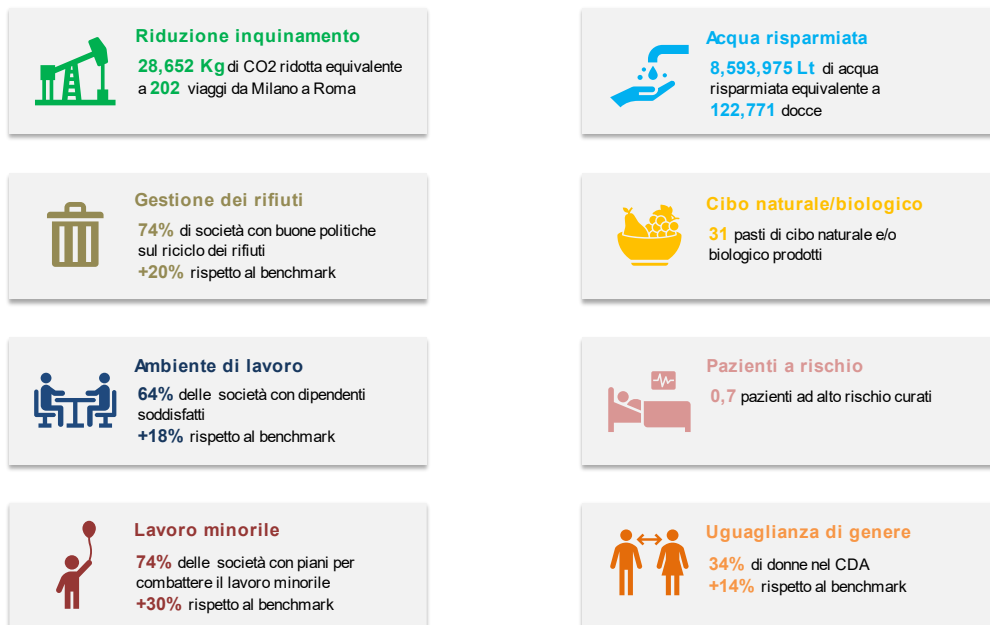 Riduzione inquinamento
28,652 Kg di CO2 ridotta equivalente
a 202 viaggi da Milano a Roma
Acqua risparmiata
8,593,975 Lt di acqua
risparmiata equivalente a
122,771 docce
Gestione dei rifiuti
74% di società con buone politiche
sul riciclo dei rifiuti
+20% rispetto al benchmark
Cibo naturale/biologico
31 pasti di cibo naturale e/o
biologico prodotti
Ambiente di lavoro
64% delle società con dipendenti
soddisfatti
+18% rispetto al benchmark
Pazienti a rischio
0,7 pazienti ad alto rischio curati
Lavoro minorile
74% delle società con piani per
combattere il lavoro minorile
+30% rispetto al benchmark
Uguaglianza di genere
34% di donne nel CDA
+14% rispetto al benchmark